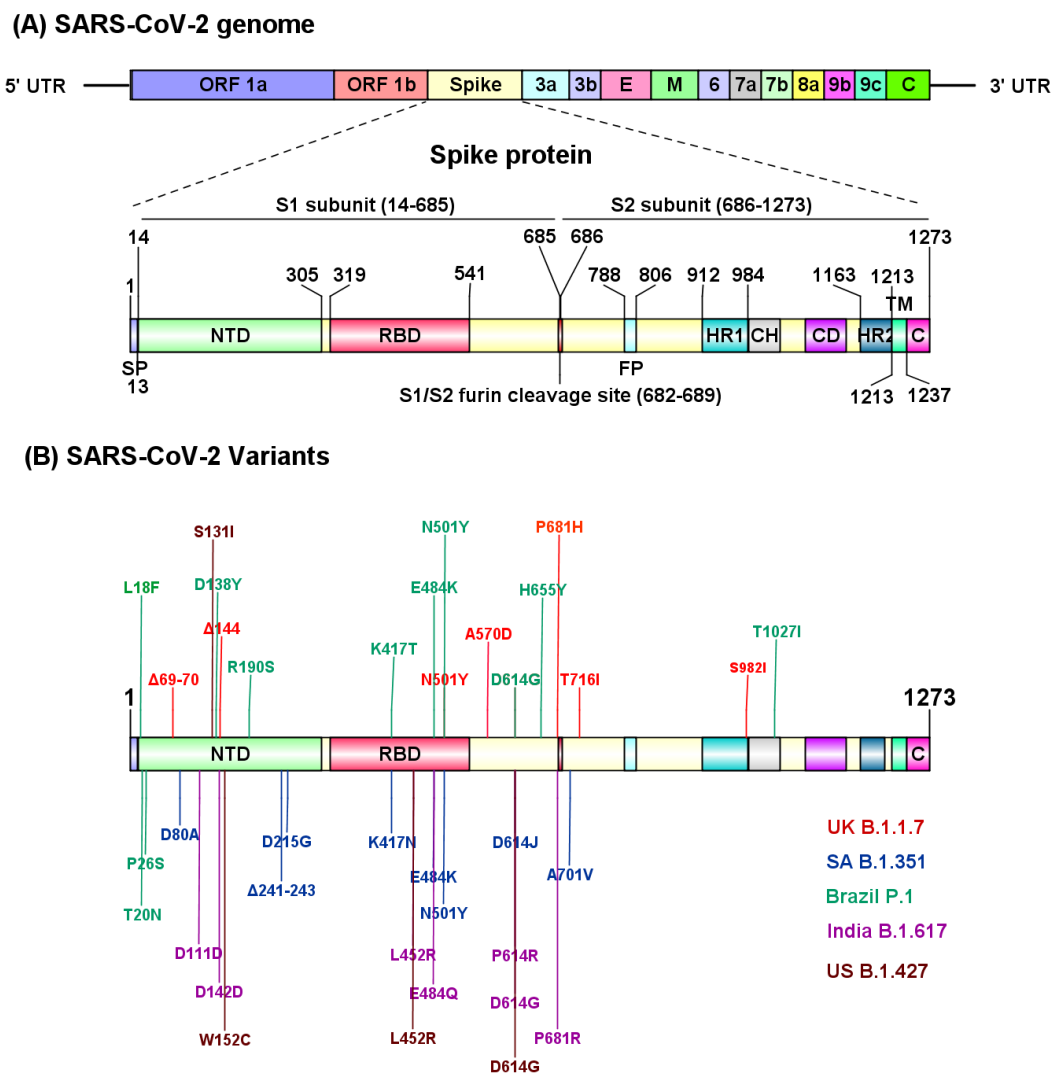 (A) SARS-CoV-2 genome
5' UTR ORF 1a ORF 1b Spike 3a 3b E M 6 7a 7b 8a 9b 9c C 3' UTR
Spike protein
S1 subunit (14-685) S2 subunit (686-1273)
14 685 686 1273
1 305 319 541 788 806 912 984 1163 1213
TM
NTD RBD HR1 CH CD HR2 C
SP FP
13 S1/S2 furin cleavage site (682-689) 1213 1237
(B) SARS-CoV-2 Variants
S131I N501Y P681H
L18F D138Y E484K H655Y
Δ144 A570D T1027I
K417T
Δ69-70 R190S N501Y D614G T716I S982I
1 1273
NTD RBD C
D80A D215G K417N D614J
P26S Δ241-243 E484K A701V
T20N N501Y
D111D L452R P614R
D142D E484Q D614G
W152C L452R P681R
D614G
UK B.1.1.7
SA B.1.351
Brazil P.1
India B.1.617
US B.1.427